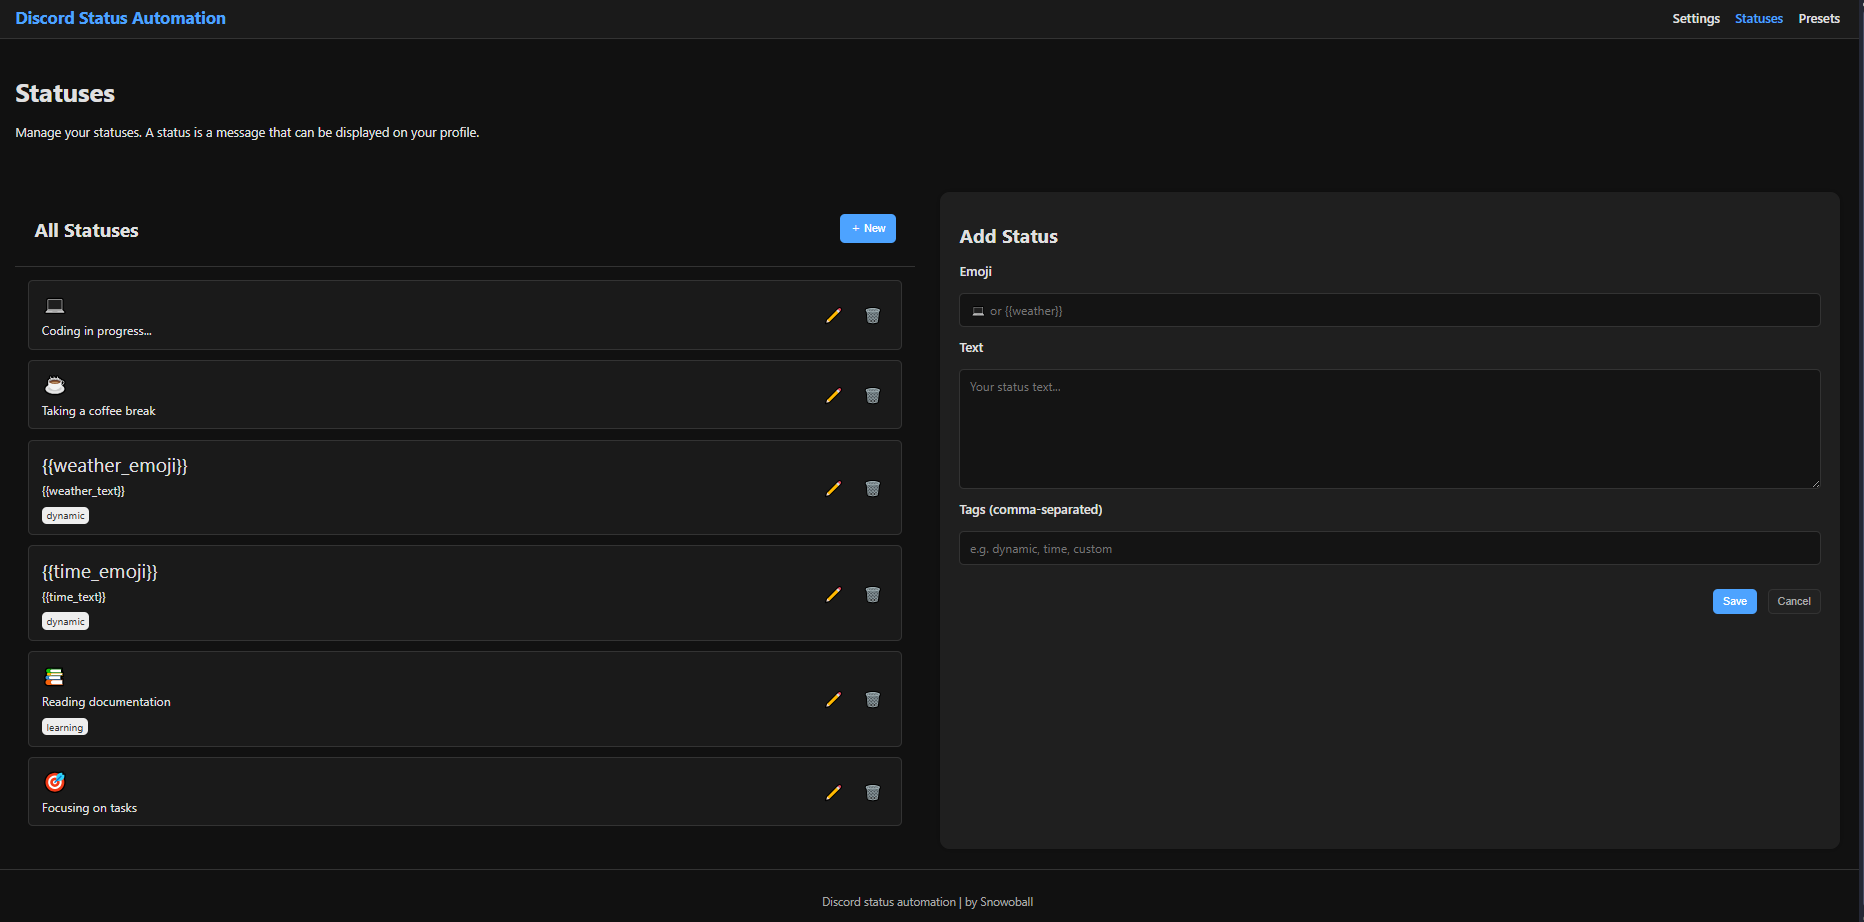 Discord Status Automation
Settings Statuses Presets
Statuses
Manage your statuses. A status is a message that can be displayed on your profile.
All Statuses
+ New
💻
Coding in progress...
☕
Taking a coffee break
{{weather_emoji}}
{{weather_text}}
dynamic
{{time_emoji}}
{{time_text}}
dynamic
📚
Reading documentation
learning
🎯
Focusing on tasks
Add Status
Emoji
💻 or {{weather}}
Text
Your status text...
Tags (comma-separated)
e.g. dynamic, time, custom
Save Cancel
Discord status automation | by Snowoball